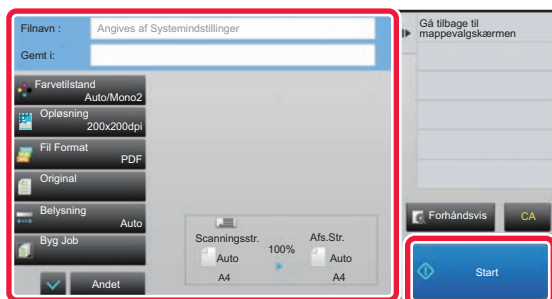 Filnavn :
Angives af Systemindstillinger
Gemt i:
Farvetilstand
Auto/Mono2
Opløsning
200x200dpi
Fil Format
PDF
Original
Belysning
Auto
Byg Job
Andet
Scanningsstr.
Auto
A4
100%
Afs.Str.
Auto
A4
Gå tilbage til
mappevalgskærmen
Forhåndsvis
CA
Start